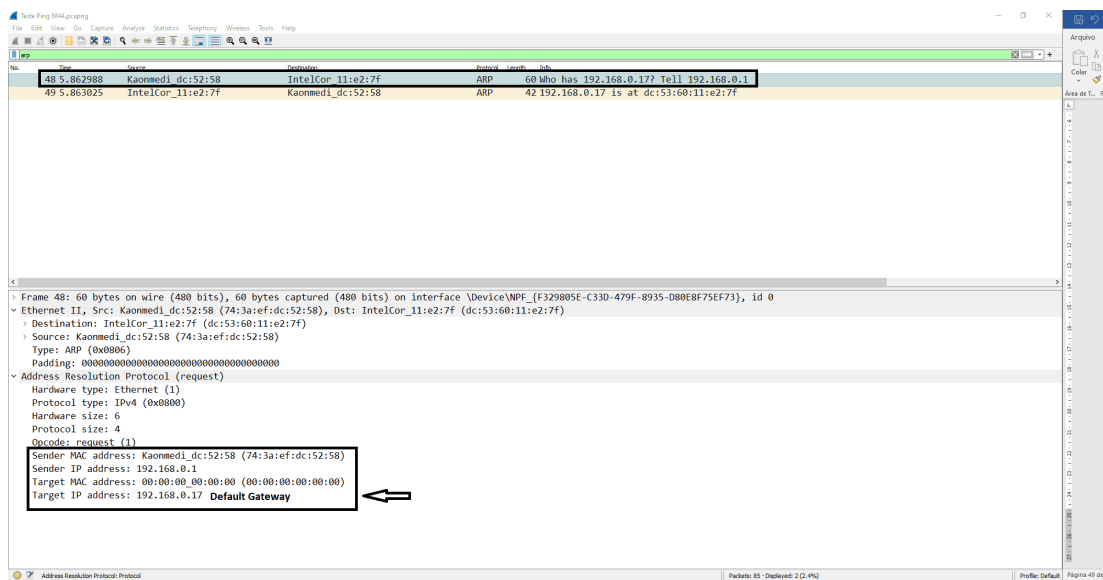 Teste Ping 8844.pcapng
File Edit View Go Capture Analyze Statistics Telephony Wireless Tools Help
arp
No. Time Source Destination Protocol Length Info
48 5.862988 Kaonmedi_dc:52:58 IntelCor_11:e2:7f ARP 60 Who has 192.168.0.17? Tell 192.168.0.1
49 5.863025 IntelCor_11:e2:7f Kaonmedi_dc:52:58 ARP 42 192.168.0.17 is at dc:53:60:11:e2:7f
Frame 48: 60 bytes on wire (480 bits), 60 bytes captured (480 bits) on interface \Device\NPF_{F329805E-C33D-479F-8935-D80E8F75EF73}, id 0
Ethernet II, Src: Kaonmedi_dc:52:58 (74:3a:ef:dc:52:58), Dst: IntelCor_11:e2:7f (dc:53:60:11:e2:7f)
Destination: IntelCor_11:e2:7f (dc:53:60:11:e2:7f)
Source: Kaonmedi_dc:52:58 (74:3a:ef:dc:52:58)
Type: ARP (0x0806)
Padding: 000000000000000000000000000000000000
Address Resolution Protocol (request)
Hardware type: Ethernet (1)
Protocol type: IPv4 (0x0800)
Hardware size: 6
Protocol size: 4
Opcode: request (1)
Sender MAC address: Kaonmedi_dc:52:58 (74:3a:ef:dc:52:58)
Sender IP address: 192.168.0.1
Target MAC address: 00:00:00_00:00:00 (00:00:00:00:00:00)
Target IP address: 192.168.0.17 Default Gateway
Address Resolution Protocol: Protocol
Packets: 85 · Displayed: 2 (2.4%)
Profile: Default
Arquivo
Colar
Área de T...
Página 49 de